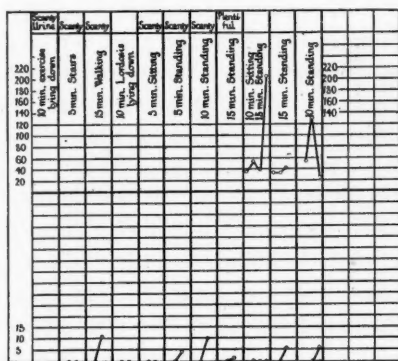 Scanty Urine
Scanty
Scanty
Scanty
Scanty
Scanty
Plenti
ful
10 min. exercise
lying down
5 min. Stairs
15 min. Walking
10 min. Lordosis
lying down
5 min. Sitting
5 min. Standing
10 min. Standing
15 min. Standing
10 min. Sitting
15 min. Standing
15 min. Standing
10 min. Standing
220
200
180
160
140
120
100
80
60
40
20
220
200
180
160
140
15
10
5